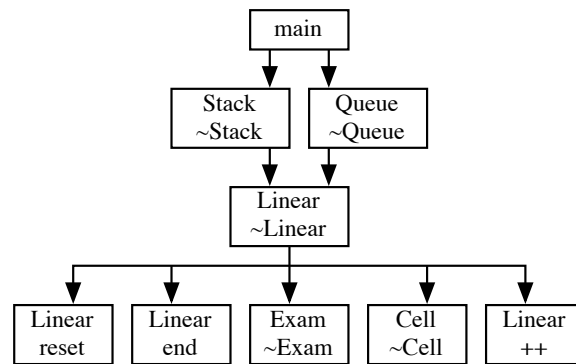 main
Stack
~Stack
Queue
~Queue
Linear
~Linear
Linear
reset
Linear
end
Exam
~Exam
Cell
~Cell
Linear
++